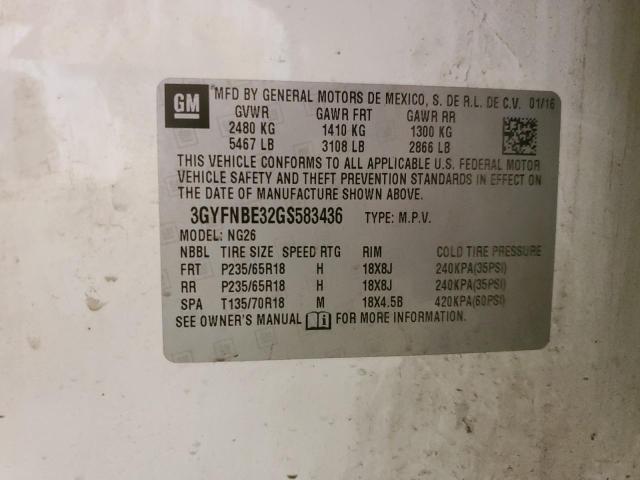 GM
*MFD BY GENERAL MOTORS DE MEXICO, S. DE R.L. DE C.V. 01/16
GVWR GAWR FRT GAWR RR
2480 KG 1410 KG 1300 KG
5467 LB 3108 LB 2866 LB
THIS VEHICLE CONFORMS TO ALL APPLICABLE U.S. FEDERAL MOTOR
VEHICLE SAFETY AND THEFT PREVENTION STANDARDS IN EFFECT ON
THE DATE OF MANUFACTURE SHOWN ABOVE.
3GYFNBE32GS583436 TYPE: M.P.V.
MODEL: NG26
NBBL TIRE SIZE SPEED RTG RIM COLD TIRE PRESSURE
FRT P235/65R18 H 18X8J 240KPA(35PSI)
RR P235/65R18 H 18X8J 240KPA(35PSI)
SPA T135/70R18 M 18X4.5B 420KPA(60PSI)
SEE OWNER'S MANUAL FOR MORE INFORMATION.